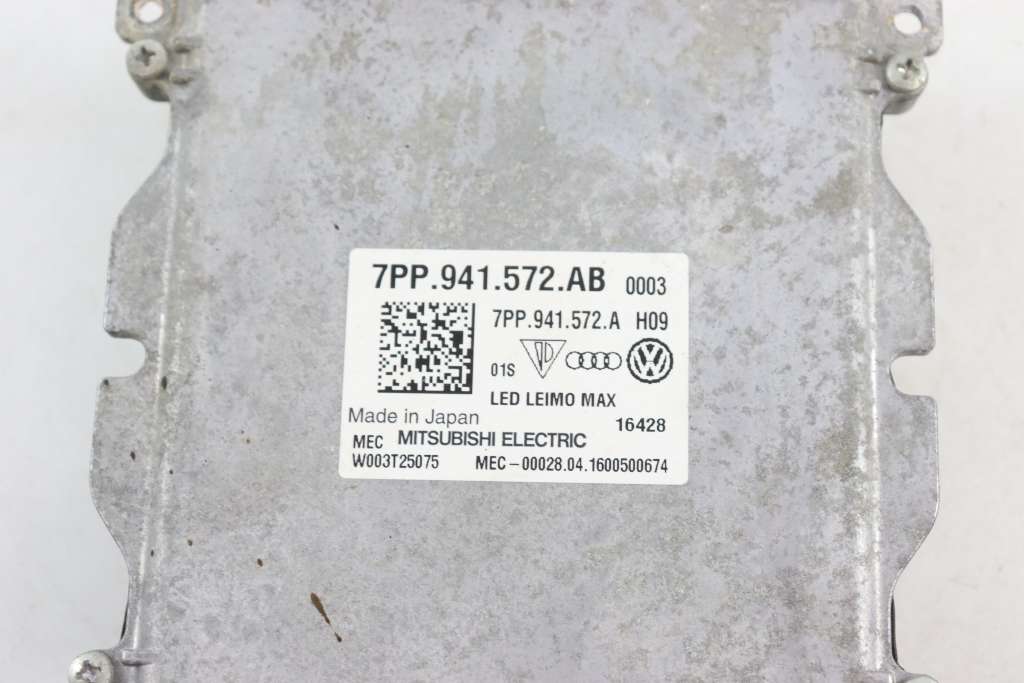 7PP.941.572.AB 0003
7PP.941.572.A H09
01S
LED LEIMO MAX
Made in Japan 16428
MEC MITSUBISHI ELECTRIC
W003T25075 MEC-00028.04.1600500674